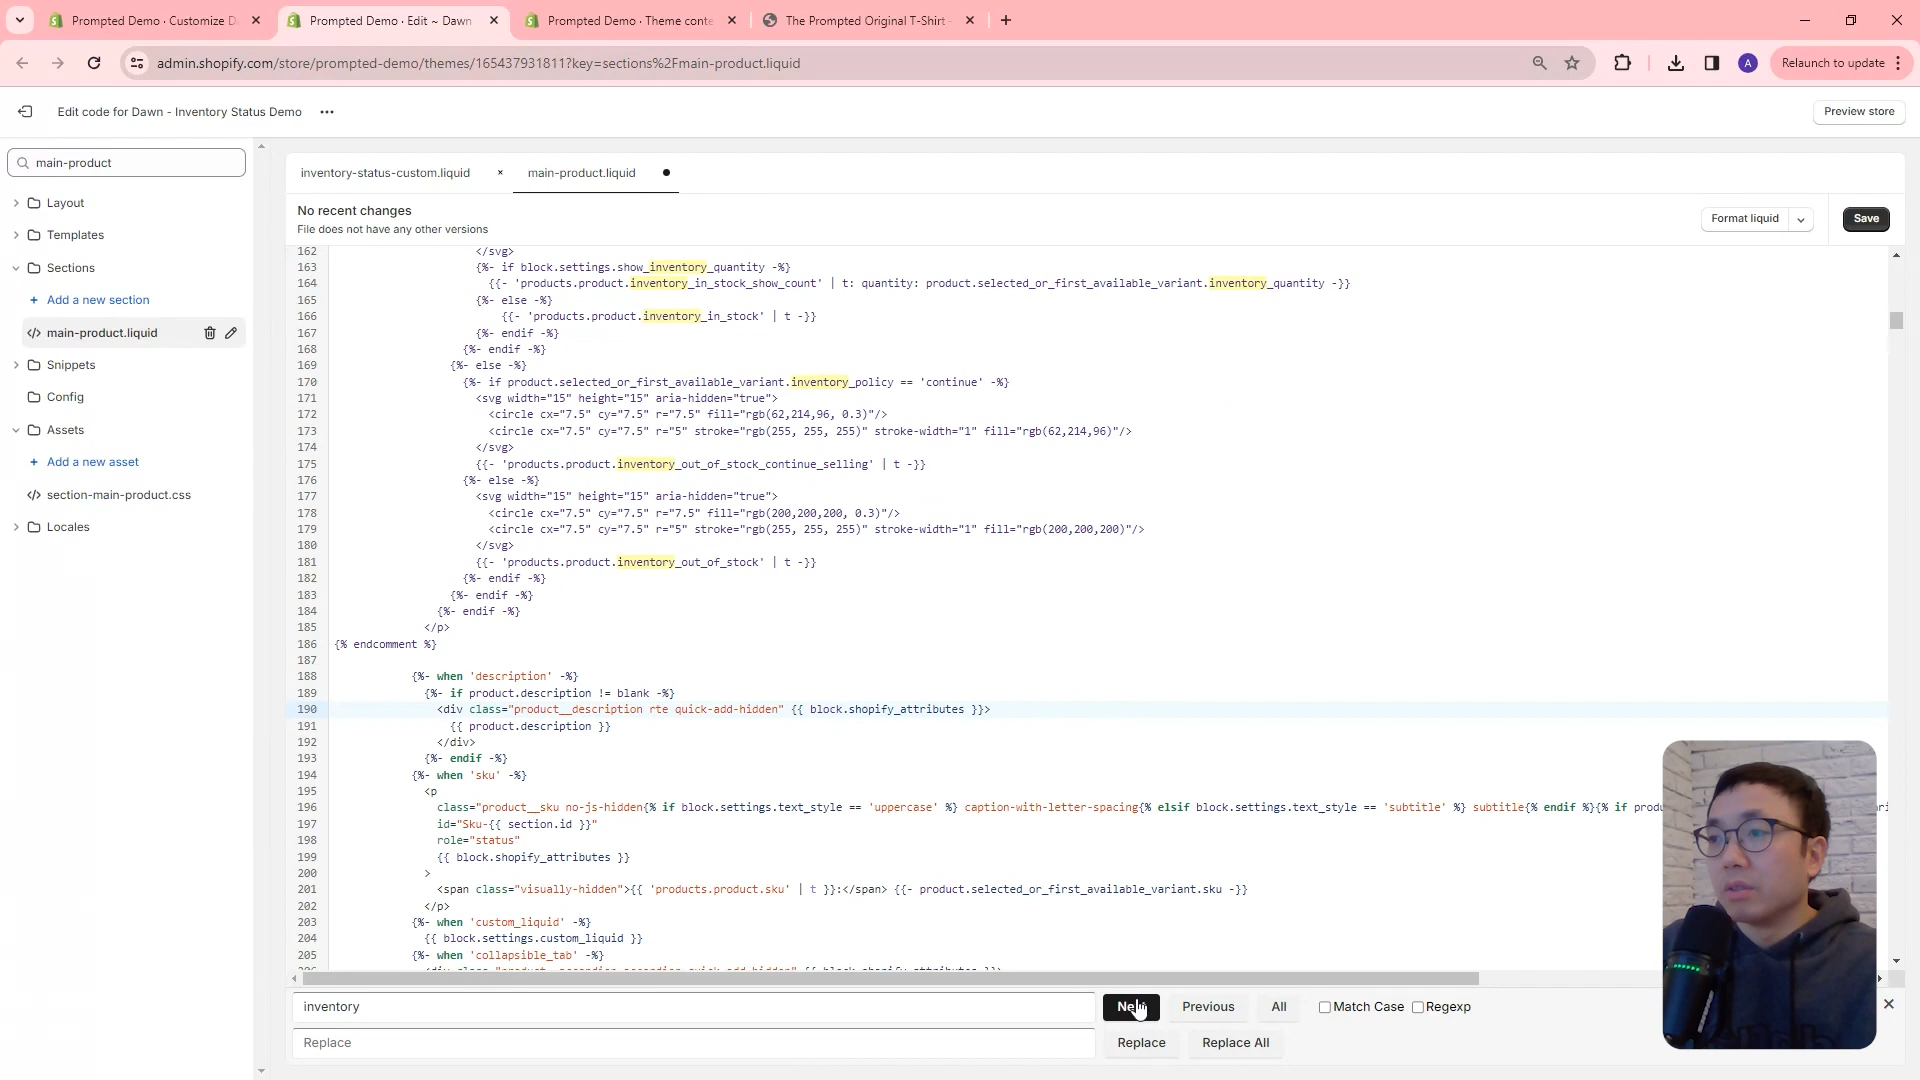 Prompted Demo · Customize D
Prompted Demo · Edit ~ Dawn
Prompted Demo · Theme conte
The Prompted Original T-Shirt -
admin.shopify.com/store/prompted-demo/themes/165437931811?key=sections%2Fmain-product.liquid
A
Relaunch to update
Edit code for Dawn - Inventory Status Demo
Preview store
main-product
Layout
Templates
Sections
Add a new section
main-product.liquid
Snippets
Config
Assets
Add a new asset
section-main-product.css
Locales
inventory-status-custom.liquid
main-product.liquid
No recent changes
File does not have any other versions
Format liquid
Save
162 </svg>
163 {%- if block.settings.show_inventory_quantity -%}
164 {{- 'products.product.inventory_in_stock_show_count' | t: quantity: product.selected_or_first_available_variant.inventory_quantity -}}
165 {%- else -%}
166 {{- 'products.product.inventory_in_stock' | t -}}
167 {%- endif -%}
168 {%- endif -%}
169 {%- else -%}
170 {%- if product.selected_or_first_available_variant.inventory_policy == 'continue' -%}
171 <svg width="15" height="15" aria-hidden="true">
172 <circle cx="7.5" cy="7.5" r="7.5" fill="rgb(62,214,96, 0.3)"/>
173 <circle cx="7.5" cy="7.5" r="5" stroke="rgb(255, 255, 255)" stroke-width="1" fill="rgb(62,214,96)"/>
174 </svg>
175 {{- 'products.product.inventory_out_of_stock_continue_selling' | t -}}
176 {%- else -%}
177 <svg width="15" height="15" aria-hidden="true">
178 <circle cx="7.5" cy="7.5" r="7.5" fill="rgb(200,200,200, 0.3)"/>
179 <circle cx="7.5" cy="7.5" r="5" stroke="rgb(255, 255, 255)" stroke-width="1" fill="rgb(200,200,200)"/>
180 </svg>
181 {{- 'products.product.inventory_out_of_stock' | t -}}
182 {%- endif -%}
183 {%- endif -%}
184 {%- endif -%}
185 </p>
186 {% endcomment %}
187
188 {%- when 'description' -%}
189 {%- if product.description != blank -%}
190 <div class="product__description rte quick-add-hidden" {{ block.shopify_attributes }}>
191 {{ product.description }}
192 </div>
193 {%- endif -%}
194 {%- when 'sku' -%}
195 <p
196 class="product__sku no-js-hidden{% if block.settings.text_style == 'uppercase' %} caption-with-letter-spacing{% elsif block.settings.text_style == 'subtitle' %} subtitle{% endif %}{% if produ
197 id="Sku-{{ section.id }}"
198 role="status"
199 {{ block.shopify_attributes }}
200 >
201 <span class="visually-hidden">{{ 'products.product.sku' | t }}:</span> {{- product.selected_or_first_available_variant.sku -}}
202 </p>
203 {%- when 'custom_liquid' -%}
204 {{ block.settings.custom_liquid }}
205 {%- when 'collapsible_tab' -%}
inventory
Previous
All
Match Case
Regexp
Replace
Replace
Replace All